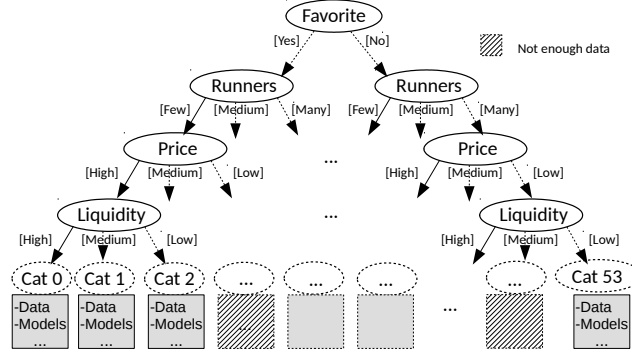 Favorite
[Yes] [No]
Not enough data
Runners Runners
[Few] [Medium] [Many] [Few] [Medium] [Many]
Price ... Price
[High] [Medium] [Low] [High] [Medium] [Low]
Liquidity ... Liquidity
[High] [Medium] [Low] [High] [Medium] [Low]
Cat 0 Cat 1 Cat 2 ... ... ... ... Cat 53
-Data -Data -Data ... -Data
-Models -Models -Models ... -Models
... ... ... ...